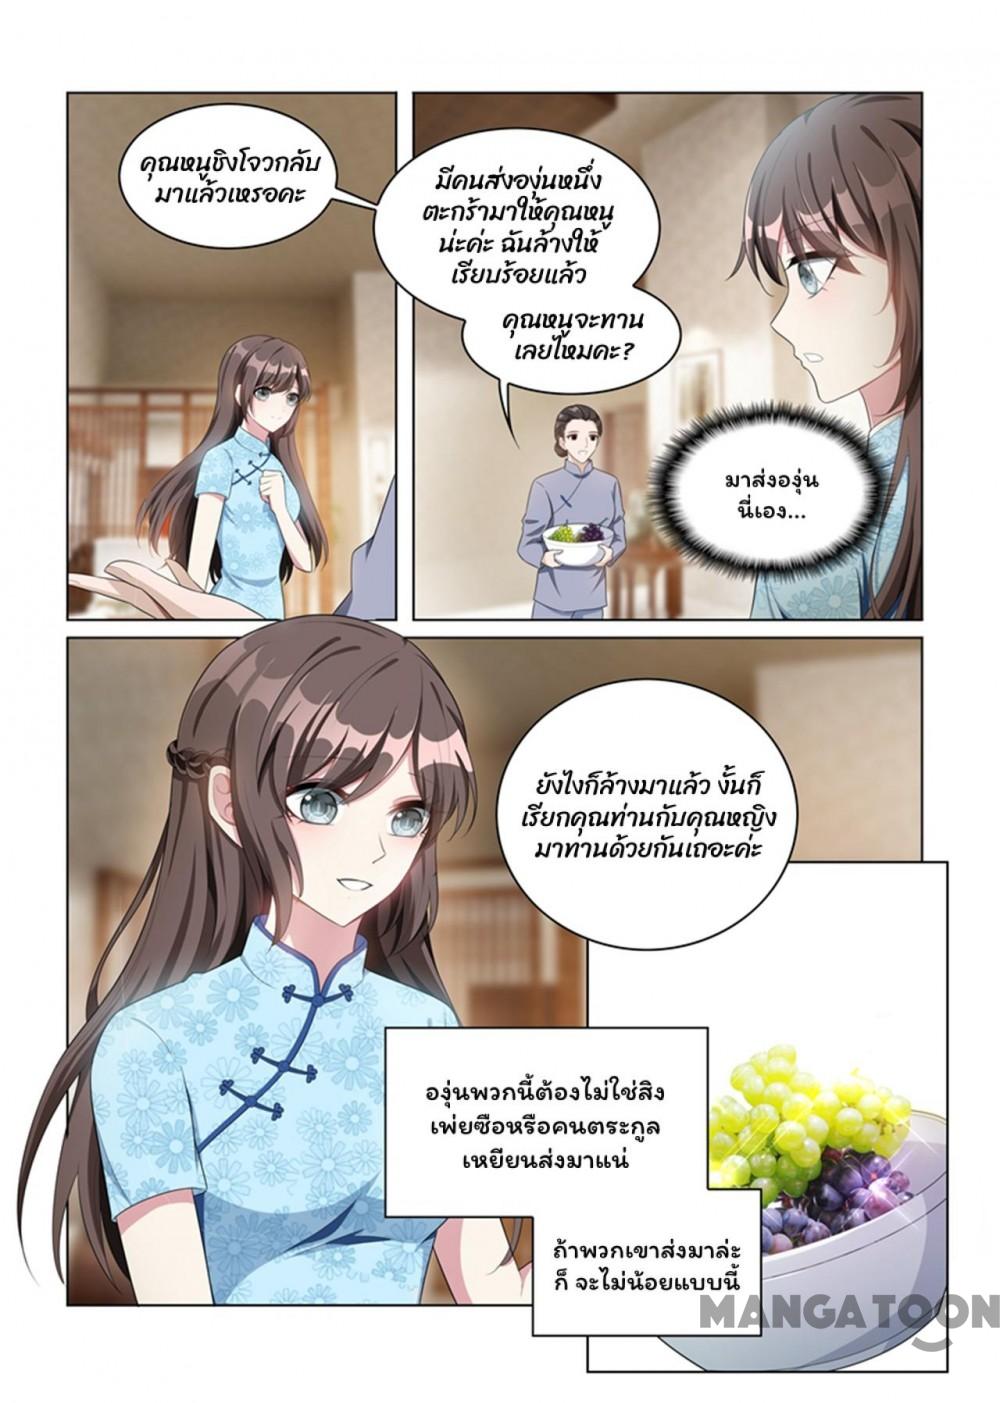 คุณหนูชิงโจวกลับ
มาแล้วเหรอคะ
มีคนส่งองุ่นหนึ่ง
ตะกร้ามาให้คุณหนู
น่ะค่ะ ฉันล้างให้
เรียบร้อยแล้ว
คุณหนูจะทาน
เลยไหมคะ?
มาส่งองุ่น
นี่เอง...
ยังไงก็ล้างมาแล้ว งั้นก็
เรียกคุณท่านกับคุณหญิง
มาทานด้วยกันเถอะค่ะ
องุ่นพวกนี้ต้องไม่ใช่สิง
เพ่ยซือหรือคนตระกูล
เหยียนส่งมาแน่
ถ้าพวกเขาส่งมาล่ะ
ก็ จะไม่น้อยแบบนี้
MANGATOON